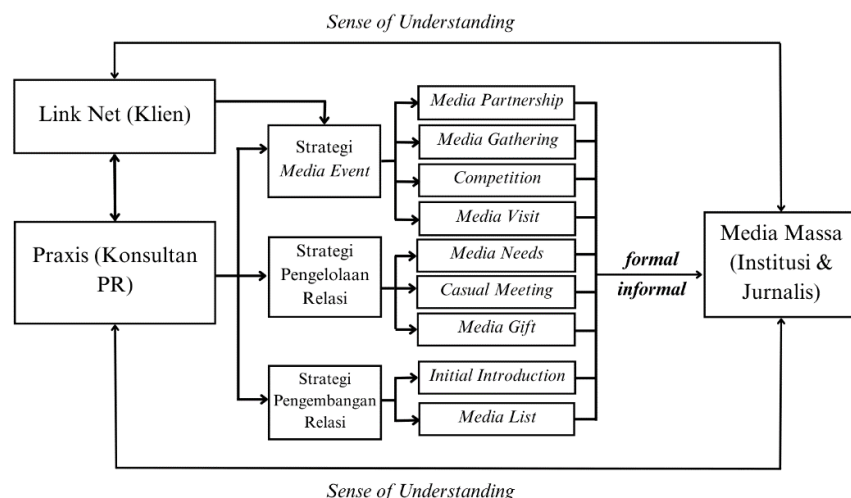 Sense of Understanding
Link Net (Klien)
Praxis (Konsultan
PR)
Strategi
Media Event
Strategi
Pengelolaan
Relasi
Strategi
Pengembangan
Relasi
Media Partnership
Media Gathering
Competition
Media Visit
Media Needs
Casual Meeting
Media Gift
Initial Introduction
Media List
formal
informal
Media Massa
(Institusi &
Jurnalis)
Sense of Understanding